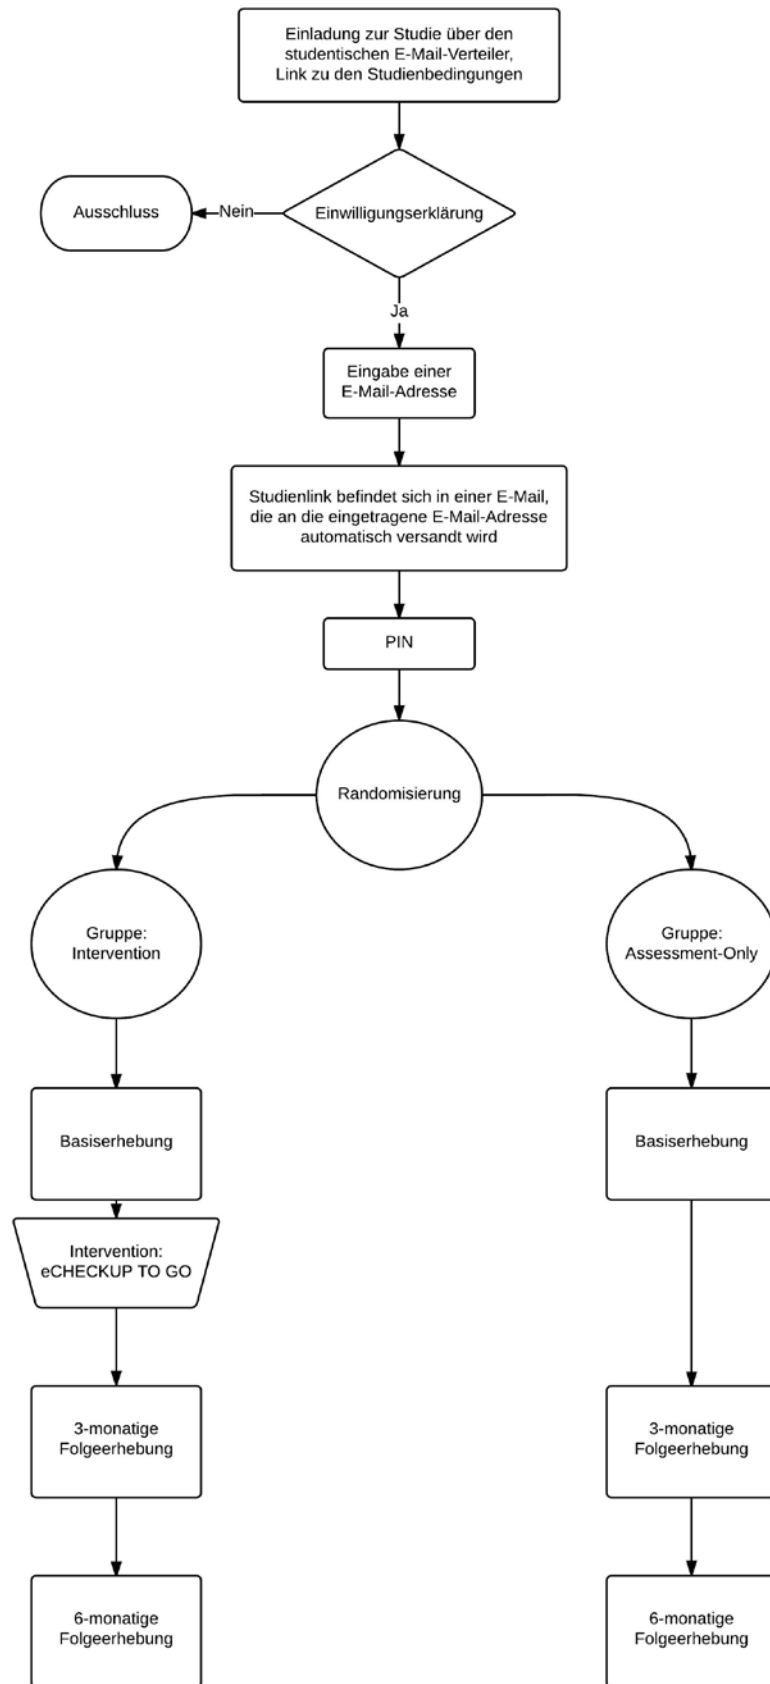 Einladung zur Studie über den
studentischen E-Mail-Verteiler,
Link zu den Studienbedingungen
Ausschluss
Nein
Einwilligungserklärung
Ja
Eingabe einer
E-Mail-Adresse
Studienlink befindet sich in einer E-Mail,
die an die eingetragene E-Mail-Adresse
automatisch versandt wird
PIN
Randomisierung
Gruppe:
Intervention
Gruppe:
Assessment-Only
Basiserhebung
Basiserhebung
Intervention:
eCHECKUP TO GO
3-monatige
Folgeerhebung
3-monatige
Folgeerhebung
6-monatige
Folgeerhebung
6-monatige
Folgeerhebung